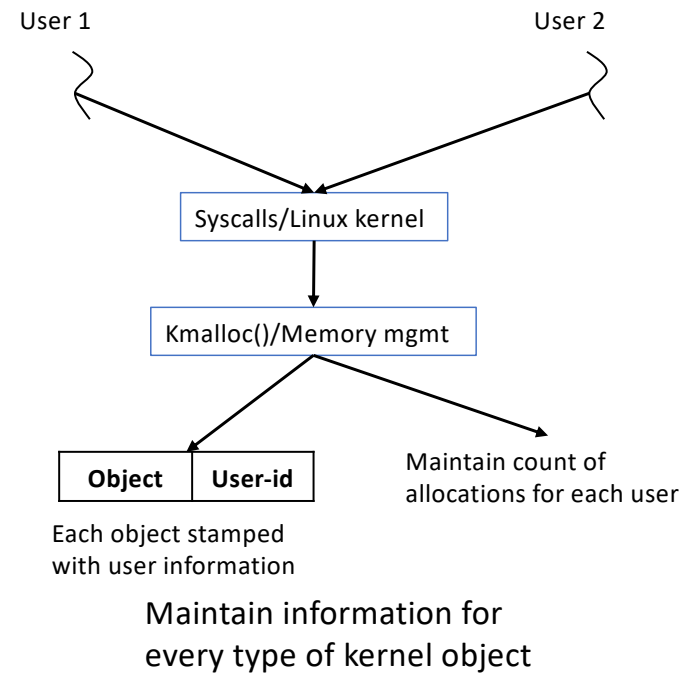 User 1
User 2
Syscalls/Linux kernel
Kmalloc()/Memory mgmt
Object
User-id
Each object stamped
with user information
Maintain count of
allocations for each user
Maintain information for
every type of kernel object